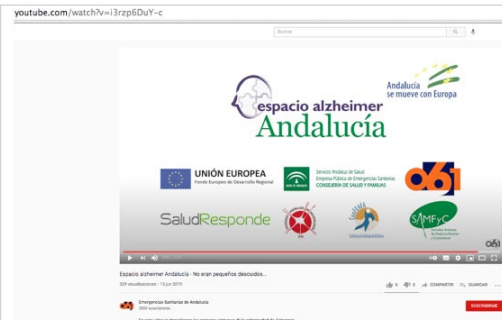 youtube.com/watch?v=i3rzp6DuY-c
Buscar
espacio alzheimer
Andalucía
Andalucía
se mueve con Europa
UNIÓN EUROPEA
Fondo Europeo de Desarrollo Regional
Servicio Andaluz de Salud
Empresa Pública de Emergencias Sanitarias
CONSEJERÍA DE SALUD Y FAMILIAS
061
SaludResponde
SAMFyC
061
Espacio alzheimer Andalucía - No eran pequeños descuidos...
COMPARTIR
GUARDAR
Emergencias Sanitarias de Andalucía
SUSCRIBIRSE